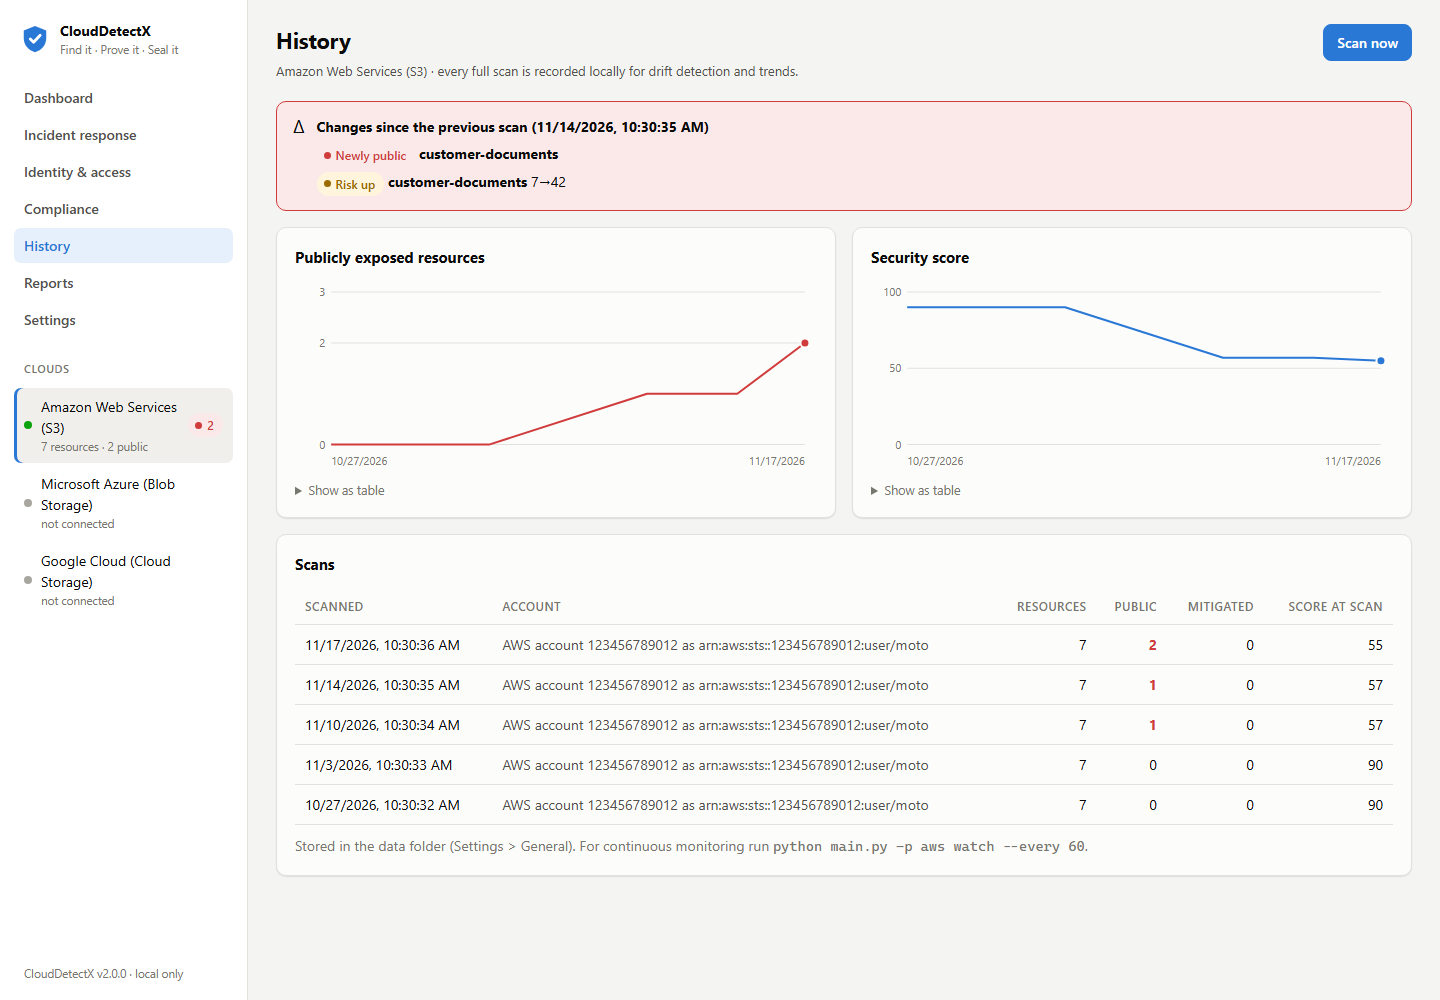 CloudDetectX
Find it · Prove it · Seal it
Dashboard
Incident response
Identity & access
Compliance
History
Reports
Settings
CLOUDS
Amazon Web Services
(S3)
7 resources · 2 public
2
Microsoft Azure (Blob
Storage)
not connected
Google Cloud (Cloud
Storage)
not connected
CloudDetectX v2.0.0 · local only
History
Scan now
Amazon Web Services (S3) · every full scan is recorded locally for drift detection and trends.
Δ Changes since the previous scan (11/14/2026, 10:30:35 AM)
Newly public customer-documents
Risk up customer-documents 7→42
Publicly exposed resources
3
2
0
10/27/2026 11/17/2026
Show as table
Security score
100
50
0
10/27/2026 11/17/2026
Show as table
Scans
SCANNED ACCOUNT RESOURCES PUBLIC MITIGATED SCORE AT SCAN
11/17/2026, 10:30:36 AM AWS account 123456789012 as arn:aws:sts::123456789012:user/moto 7 2 0 55
11/14/2026, 10:30:35 AM AWS account 123456789012 as arn:aws:sts::123456789012:user/moto 7 1 0 57
11/10/2026, 10:30:34 AM AWS account 123456789012 as arn:aws:sts::123456789012:user/moto 7 1 0 57
11/3/2026, 10:30:33 AM AWS account 123456789012 as arn:aws:sts::123456789012:user/moto 7 0 0 90
10/27/2026, 10:30:32 AM AWS account 123456789012 as arn:aws:sts::123456789012:user/moto 7 0 0 90
Stored in the data folder (Settings > General). For continuous monitoring run python main.py -p aws watch --every 60.